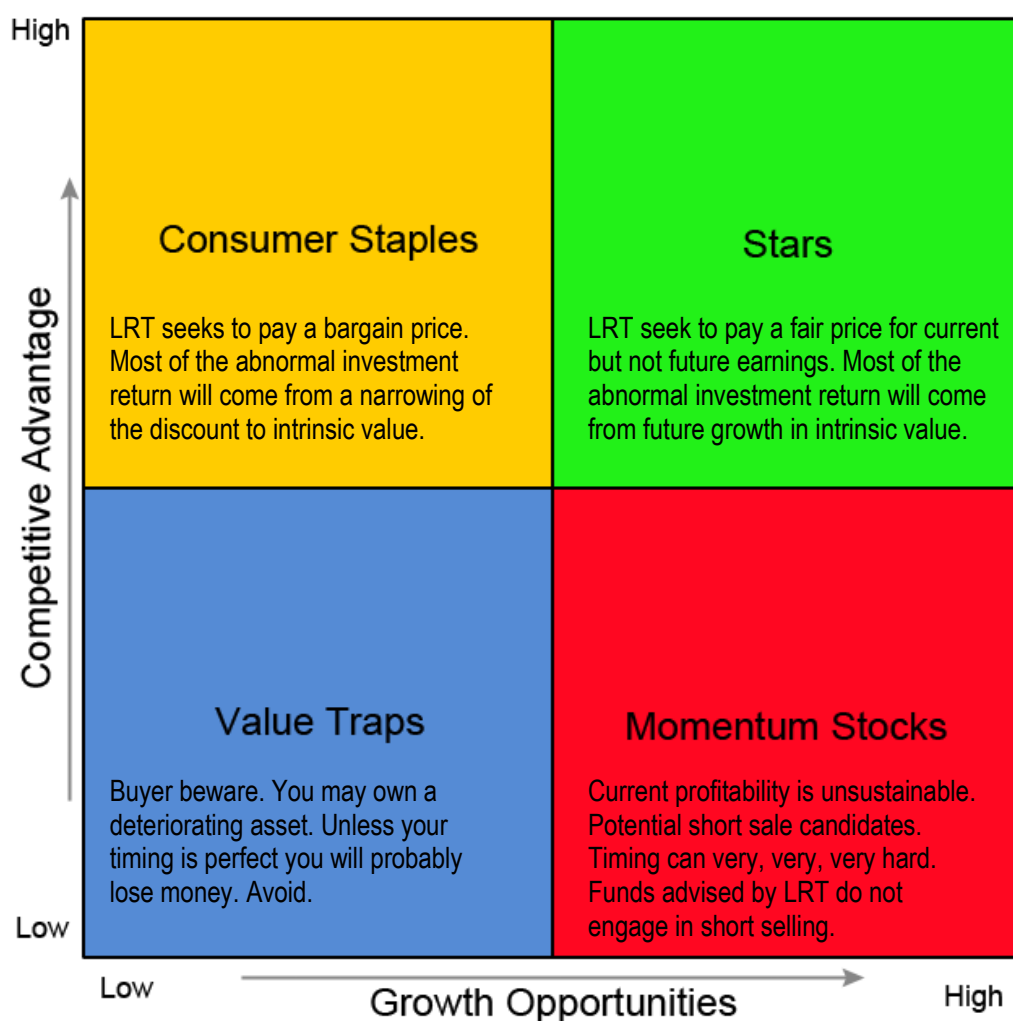 High
Consumer Staples
LRT seeks to pay a bargain price.
Most of the abnormal investment
return will come from a narrowing of
the discount to intrinsic value.
Stars
LRT seek to pay a fair price for current
but not future earnings. Most of the
abnormal investment return will come
from future growth in intrinsic value.
Competitive Advantage
Value Traps
Buyer beware. You may own a
deteriorating asset. Unless your
timing is perfect you will probably
lose money. Avoid.
Momentum Stocks
Current profitability is unsustainable.
Potential short sale candidates.
Timing can very, very, very hard.
Funds advised by LRT do not
engage in short selling.
Low
Low
Growth Opportunities
High